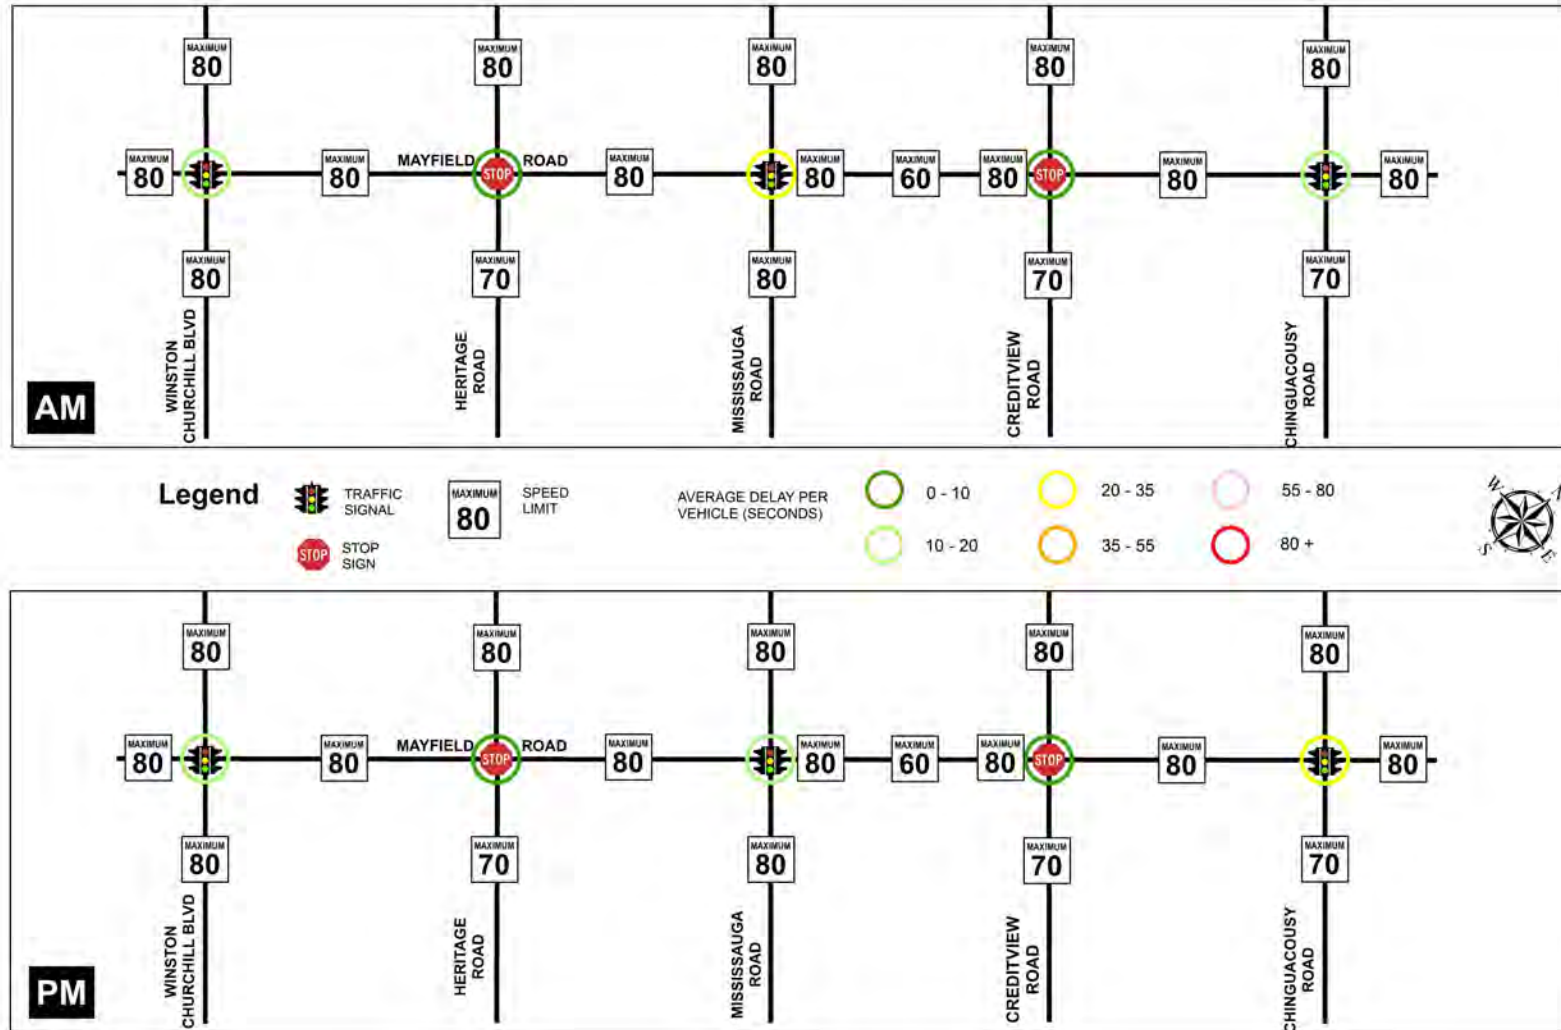 MAXIMUM
80
MAXIMUM
80
MAXIMUM
80
MAXIMUM
80
MAXIMUM
80
MAXIMUM
80
MAXIMUM
80
MAYFIELD
STOP
ROAD
MAXIMUM
80
MAXIMUM
80
MAXIMUM
60
MAXIMUM
80
STOP
MAXIMUM
80
MAXIMUM
80
MAXIMUM
80
MAXIMUM
70
MAXIMUM
80
MAXIMUM
70
MAXIMUM
70
WINSTON
CHURCHILL BLVD
HERITAGE
ROAD
MISSISSAUGA
ROAD
CREDITVIEW
ROAD
CHINGUACOUSY
ROAD
AM
Legend
TRAFFIC
SIGNAL
STOP
STOP
SIGN
MAXIMUM
80
SPEED
LIMIT
AVERAGE DELAY PER
VEHICLE (SECONDS)
0 - 10
10 - 20
20 - 35
35 - 55
55 - 80
80 +
W
S
E
MAXIMUM
80
MAXIMUM
80
MAXIMUM
80
MAXIMUM
80
MAXIMUM
80
MAXIMUM
80
MAXIMUM
80
MAYFIELD
STOP
ROAD
MAXIMUM
80
MAXIMUM
80
MAXIMUM
60
MAXIMUM
80
STOP
MAXIMUM
80
MAXIMUM
80
MAXIMUM
80
MAXIMUM
70
MAXIMUM
80
MAXIMUM
70
MAXIMUM
70
WINSTON
CHURCHILL BLVD
HERITAGE
ROAD
MISSISSAUGA
ROAD
CREDITVIEW
ROAD
CHINGUACOUSY
ROAD
PM